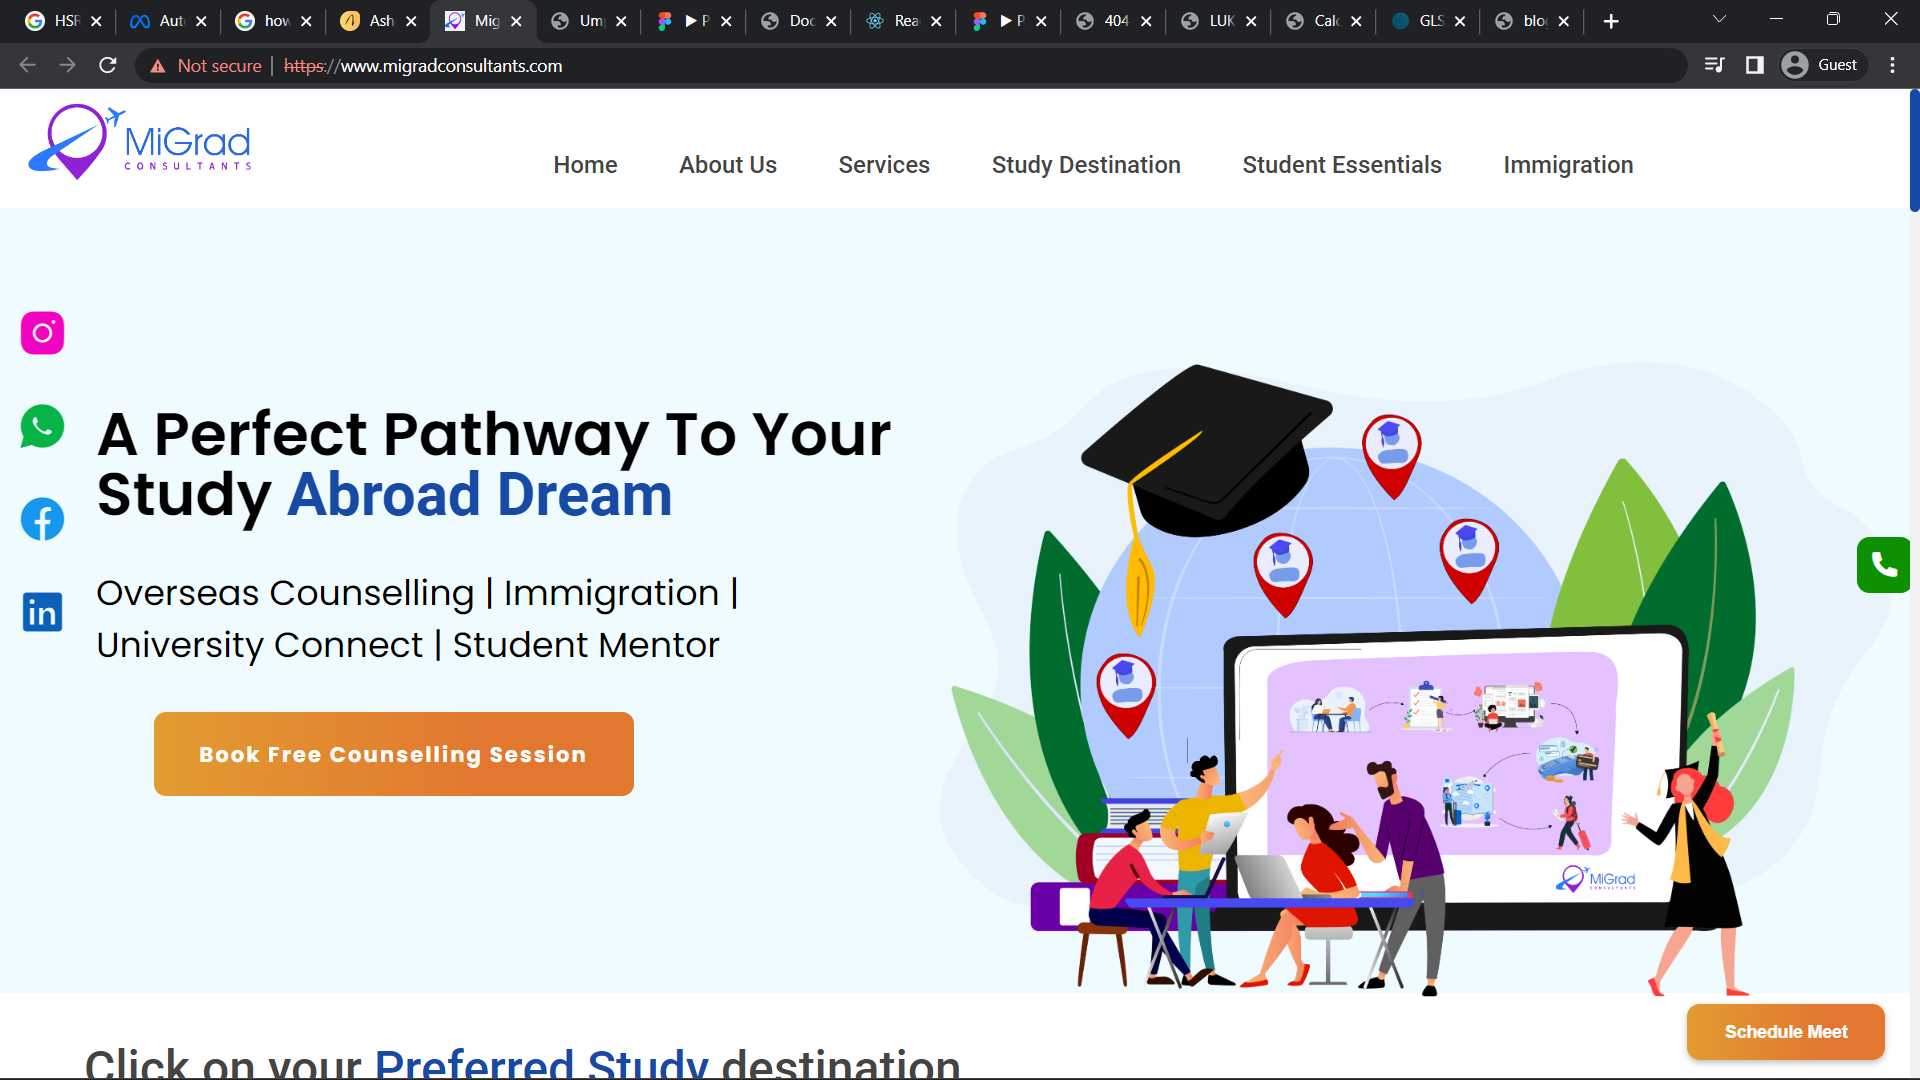 HSR
Aut
how
Ash
Mig
Um
P
Doc
Rea
P
404
LUK
Calc
GLS
blo
Not secure
https://www.migradconsultants.com
Guest
MiGrad
CONSULTANTS
Home
About Us
Services
Study Destination
Student Essentials
Immigration
A Perfect Pathway To Your
Study Abroad Dream
Overseas Counselling | Immigration |
University Connect | Student Mentor
Book Free Counselling Session
MiGrad
CONSULTANTS
Schedule Meet
Click on your Preferred Study destination